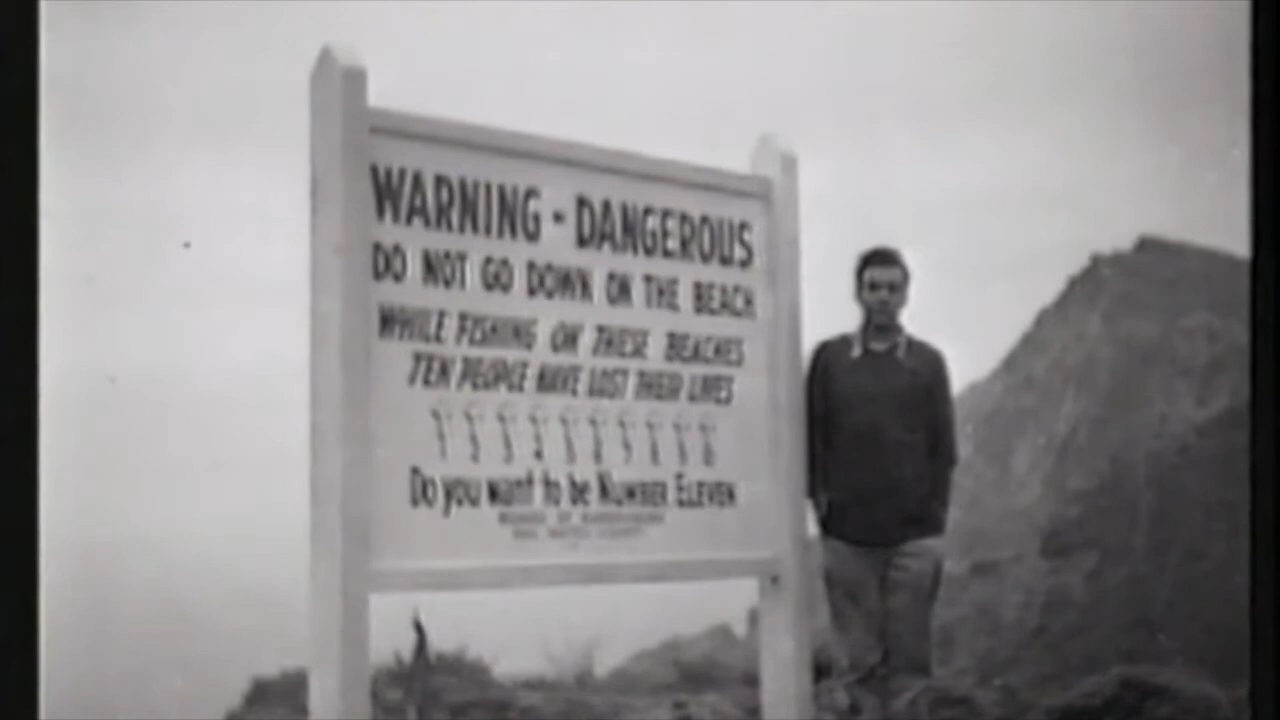 WARNING - DANGEROUS
DO NOT GO DOWN ON THE BEACH
WHILE FISHING ON THESE BEACHES
TEN PEOPLE HAVE LOST THEIR LIVES
Do you want to be NUMBER ELEVEN